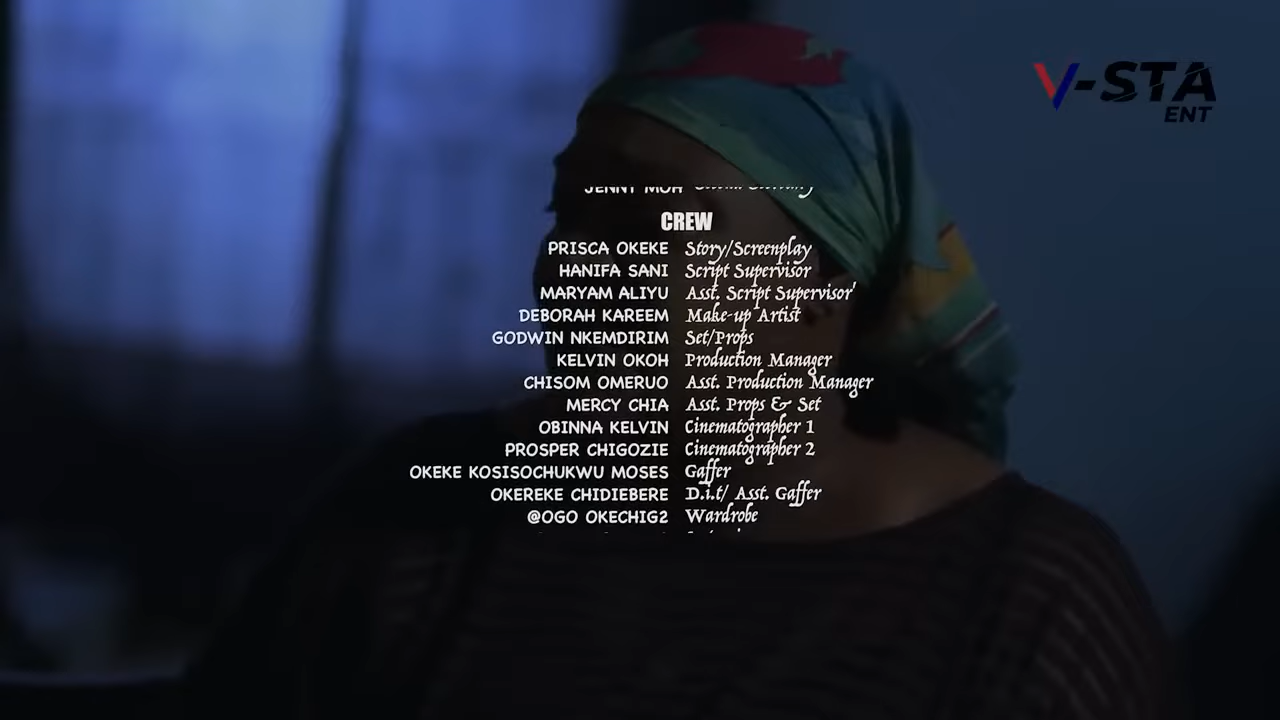 V-STA
ENT
JENNY MOH
CREW
PRISCA OKEKE Story/Screenplay
HANIFA SANI Script Supervisor
MARYAM ALIYU Asst. Script Supervisor'
DEBORAH KAREEM Make-up Artist
GODWIN NKEMDIRIM Set/Props
KELVIN OKOH Production Manager
CHISOM OMERUO Asst. Production Manager
MERCY CHIA Asst. Props & Set
OBINNA KELVIN Cinematographer 1
PROSPER CHIGOZIE Cinematographer 2
OKEKE KOSISOCHUKWU MOSES Gaffer
OKEREKE CHIDIEBERE D.i.t/ Asst. Gaffer
@OGO OKECHIG2 Wardrobe